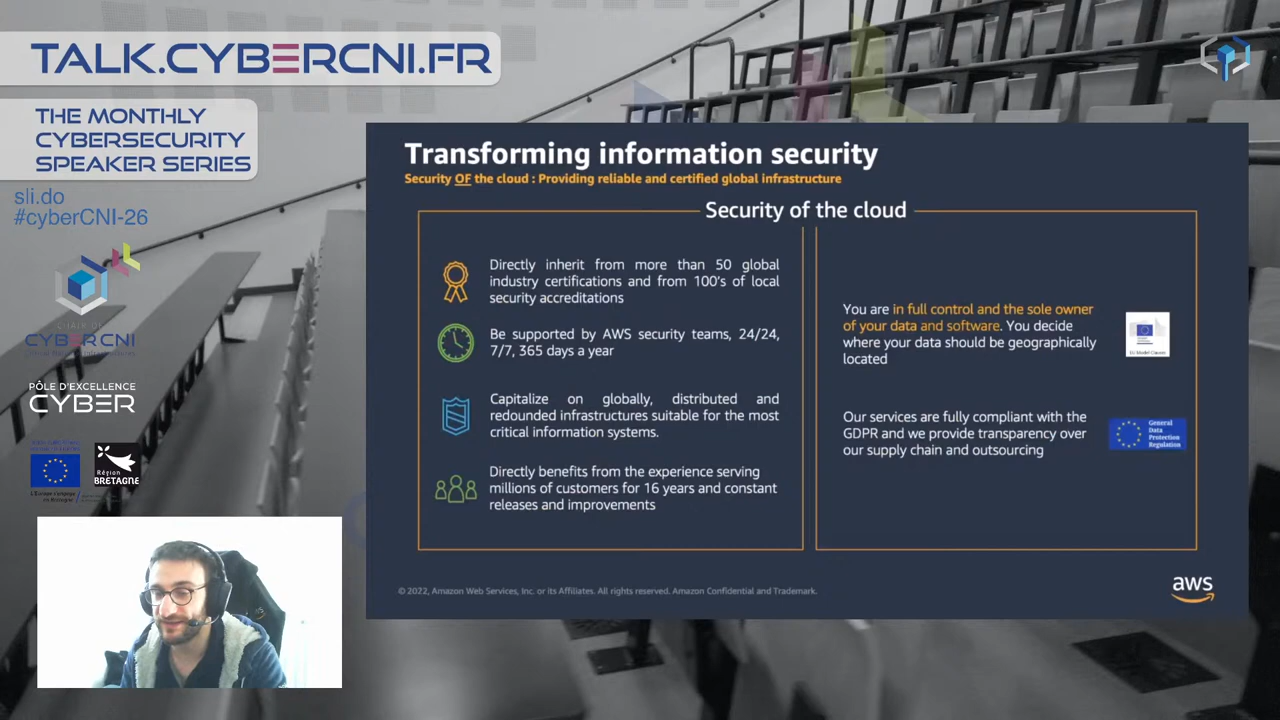 TALK.CYBERCNI.FR
THE MONTHLY
CYBERSECURITY
SPEAKER SERIES
sli.do
#cyberCNI-26
CHAIR OF
CYBERCNI
PÔLE D'EXCELLENCE
CYBER
Région
BRETAGNE
Transforming information security
Security OF the cloud : Providing reliable and certified global infrastructure
Security of the cloud
Directly inherit from more than 50 global
industry certifications and from 100's of local
security accreditations
Be supported by AWS security teams, 24/24,
7/7, 365 days a year
Capitalize on globally, distributed and
redounded infrastructures suitable for the most
critical information systems.
Directly benefits from the experience serving
millions of customers for 16 years and constant
releases and improvements
You are in full control and the sole owner
of your data and software. You decide
where your data should be geographically
located
EU Model Clauses
Our services are fully compliant with the
GDPR and we provide transparency over
our supply chain and outsourcing
General
Data
Protection
Regulation
© 2022, Amazon Web Services, Inc. or its Affiliates. All rights reserved. Amazon Confidential and Trademark.
aws